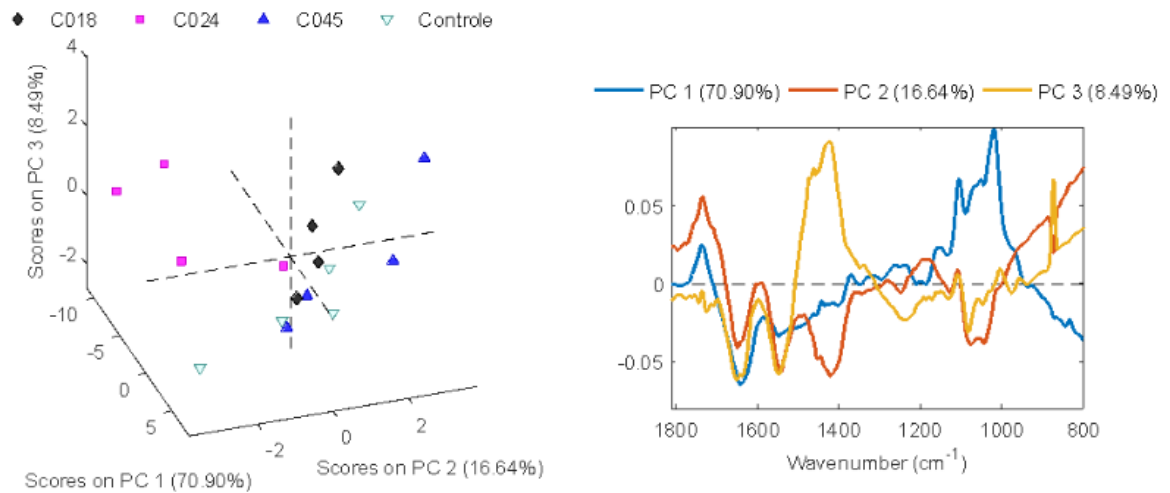 C018 C024 C045 Controle
4
2
0
-2
Scores on PC 3 (8.49%)
-10
-5
0
5
Scores on PC 1 (70.90%)
-2
0
2
Scores on PC 2 (16.64%)
PC 1 (70.90%) PC 2 (16.64%) PC 3 (8.49%)
0.05
0
-0.05
1800 1600 1400 1200 1000 800
Wavenumber (cm⁻¹)